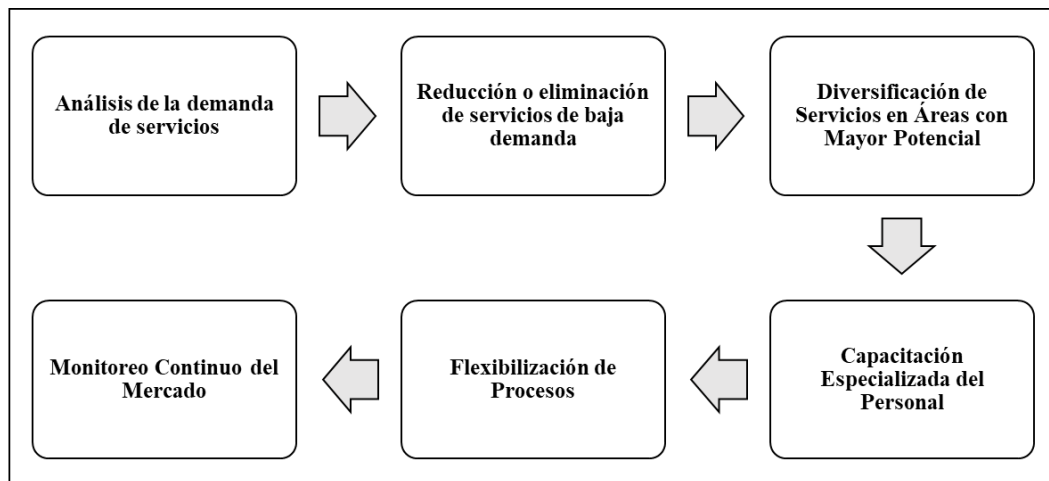 Análisis de la demanda
de servicios
Reducción o eliminación
de servicios de baja
demanda
Diversificación de
Servicios en Áreas con
Mayor Potencial
Capacitación
Especializada del
Personal
Flexibilización de
Procesos
Monitoreo Continuo del
Mercado